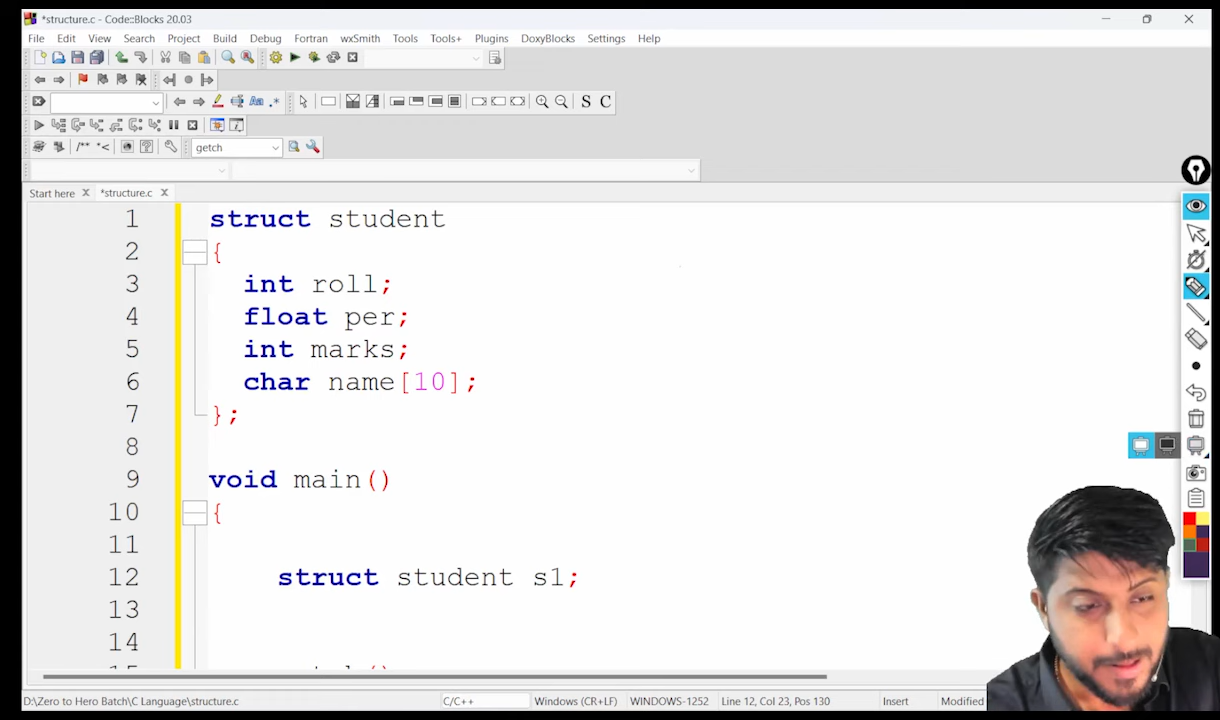 *structure.c - Code::Blocks 20.03
File Edit View Search Project Build Debug Fortran wxSmith Tools Tools+ Plugins DoxyBlocks Settings Help
S C
/** *<
getch
Start here X *structure.c X
1 struct student
2 {
3 int roll;
4 float per;
5 int marks;
6 char name[10];
7 };
8
9 void main()
10 {
11
12 struct student s1;
13
14
D:\Zero to Hero Batch\C Language\structure.c C/C++ Windows (CR+LF) WINDOWS-1252 Line 12, Col 23, Pos 130 Insert Modified